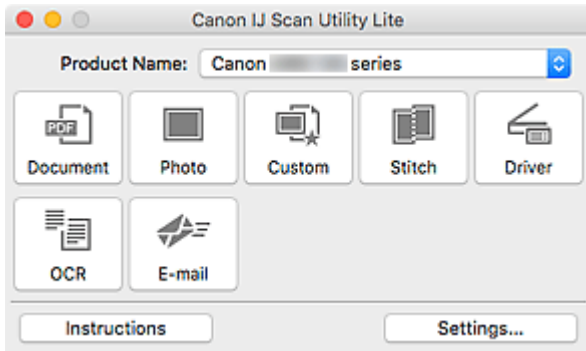 Canon IJ Scan Utility Lite
Product Name: Canon series
PDF
Document Photo Custom Stitch Driver
OCR E-mail
Instructions Settings...